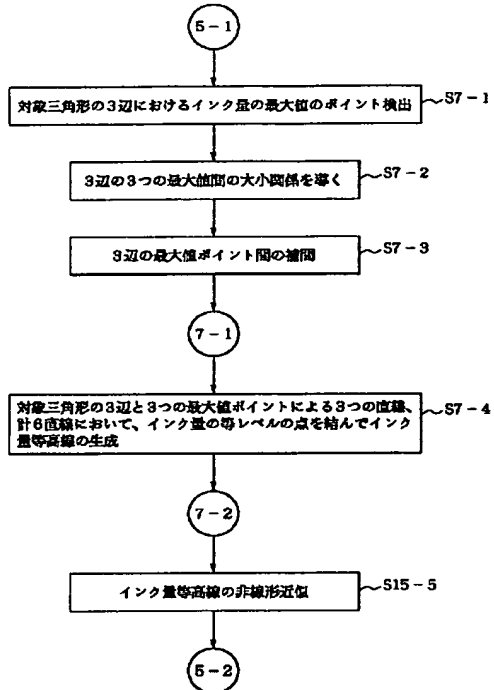 5-1
対象三角形の3辺におけるインク量の最大値のポイント検出
S7-1
3辺の3つの最大値間の大小関係を導く
S7-2
3辺の最大値ポイント間の補間
S7-3
7-1
対象三角形の3辺と3つの最大値ポイントによる3つの直線、
計6直線において、インク量の等レベルの点を結んでインク
量等高線の生成
S7-4
7-2
インク量等高線の非線形近似
S15-5
5-2